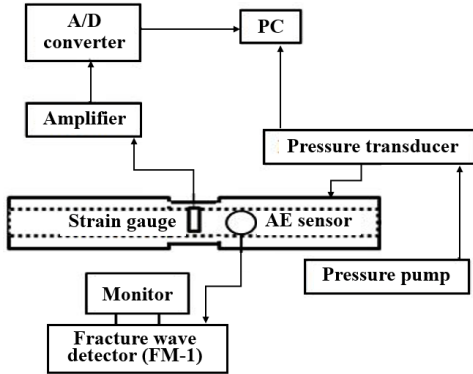 A/D
converter
PC
Amplifier
Pressure transducer
Strain gauge
AE sensor
Pressure pump
Monitor
Fracture wave
detector (FM-1)